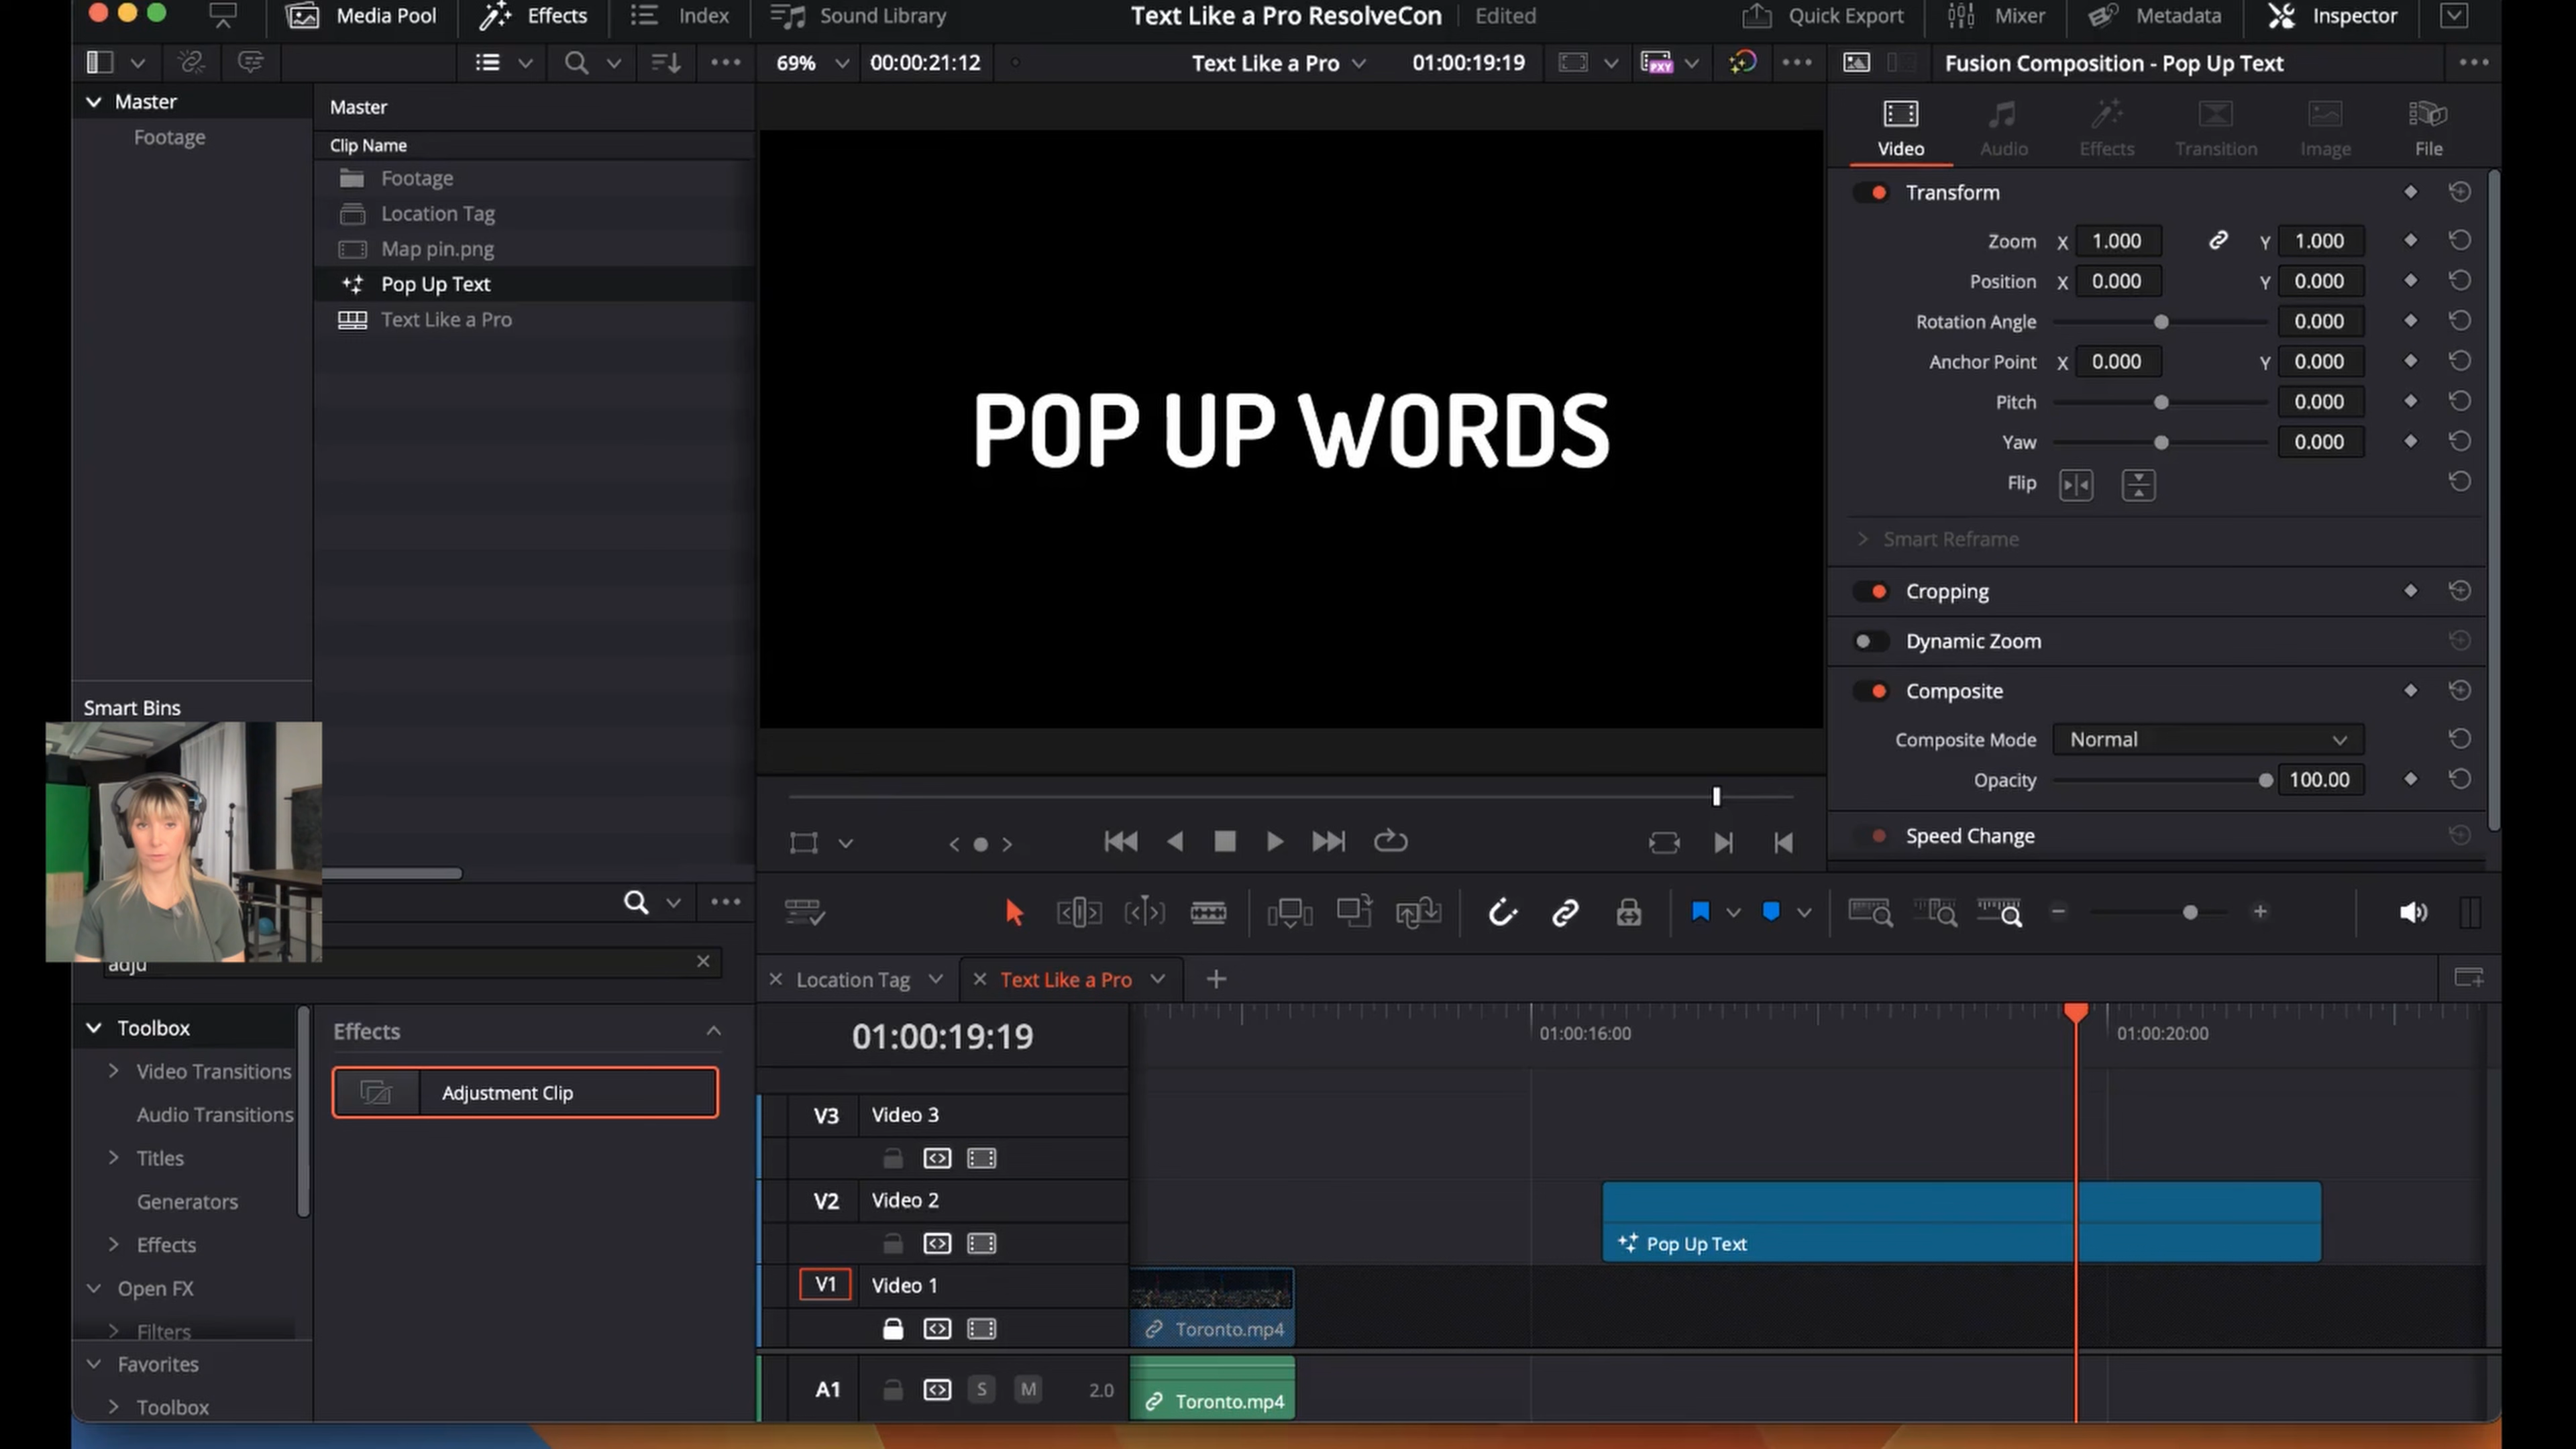 Media Pool
Effects
Index
Sound Library
Text Like a Pro ResolveCon
Edited
Quick Export
Mixer
Metadata
Inspector
69%
00:00:21:12
Text Like a Pro
01:00:19:19
PXY
Fusion Composition - Pop Up Text
Master
Footage
Master
Clip Name
Footage
Location Tag
Map pin.png
Pop Up Text
Text Like a Pro
Smart Bins
POP UP WORDS
Video
Audio
Effects
Transition
Image
File
Transform
Zoom X 1.000 Y 1.000
Position X 0.000 Y 0.000
Rotation Angle 0.000
Anchor Point X 0.000 Y 0.000
Pitch 0.000
Yaw 0.000
Flip
Smart Reframe
Cropping
Dynamic Zoom
Composite
Composite Mode Normal
Opacity 100.00
Speed Change
adju
Toolbox
Video Transitions
Audio Transitions
Titles
Generators
Effects
Open FX
Filters
Favorites
Toolbox
Effects
Adjustment Clip
Location Tag
Text Like a Pro
01:00:19:19
01:00:16:00
01:00:20:00
V3 Video 3
V2 Video 2
Pop Up Text
V1 Video 1
Toronto.mp4
A1 S M 2.0
Toronto.mp4